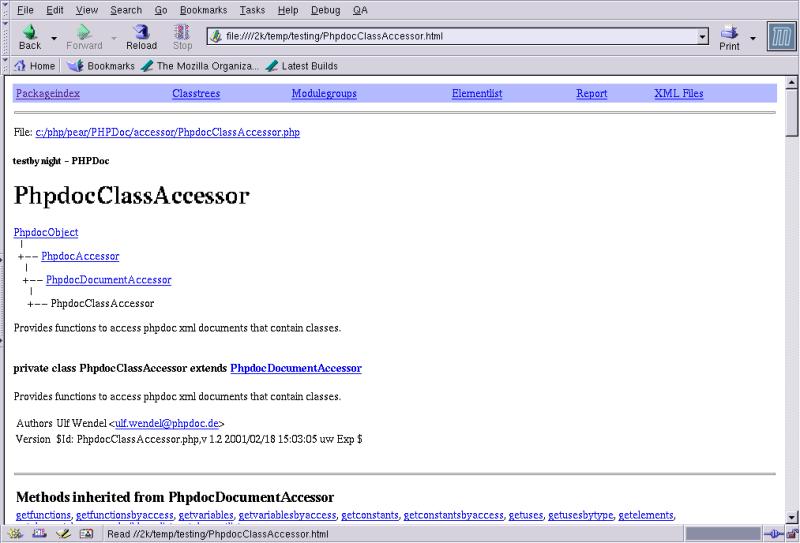 File Edit View Search Go Bookmarks Tasks Help Debug QA
Back Forward Reload Stop file:////2k/temp/testing/PhpdocClassAccessor.html Print
Home Bookmarks The Mozilla Organiza... Latest Builds
Packageindex Classtrees Modulegroups Elementlist Report XML Files
File: c:/php/pear/PHPDoc/accessor/PhpdocClassAccessor.php
testby night - PHPDoc
PhpdocClassAccessor
PhpdocObject
|
+-- PhpdocAccessor
|
+-- PhpdocDocumentAccessor
|
+-- PhpdocClassAccessor
Provides functions to access phpdoc xml documents that contain classes.
private class PhpdocClassAccessor extends PhpdocDocumentAccessor
Provides functions to access phpdoc xml documents that contain classes.
Authors Ulf Wendel <ulf.wendel@phpdoc.de>
Version $Id: PhpdocClassAccessor.php,v 1.2 2001/02/18 15:03:05 uw Exp $
Methods inherited from PhpdocDocumentAccessor
getfunctions, getfunctionsbyaccess, getvariables, getvariablesbyaccess, getconstants, getconstantsbyaccess, getuses, getusesbytype, getelements,
Read //2k/temp/testing/PhpdocClassAccessor.html